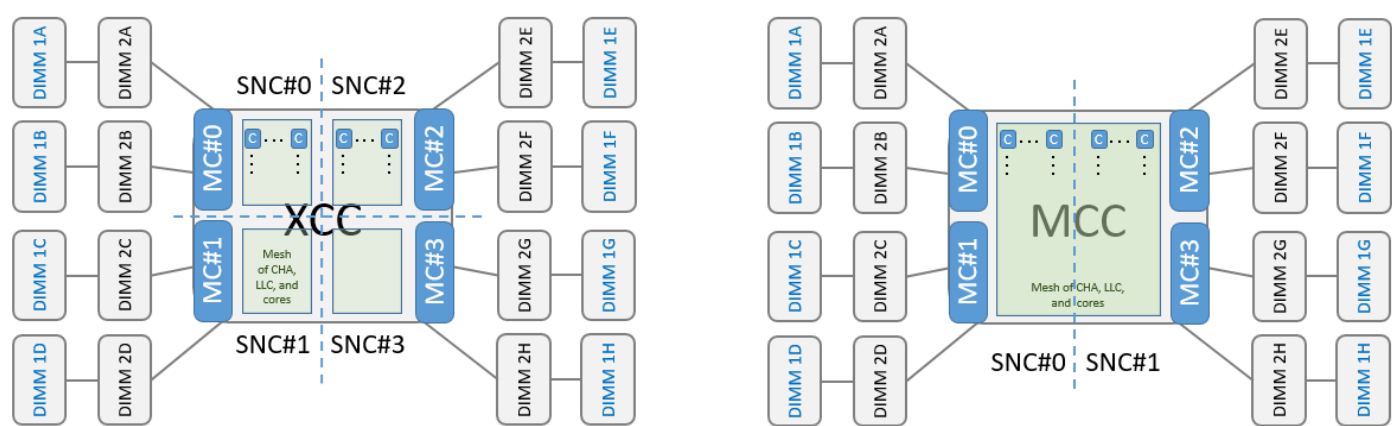 DIMM 1A
DIMM 2A
DIMM 2E
DIMM 1E
SNC#0
SNC#2
DIMM 1B
DIMM 2B
MC#0
C ... C
C ... C
MC#2
DIMM 2F
DIMM 1F
XCC
DIMM 1C
DIMM 2C
MC#1
Mesh
of CHA,
LLC, and
cores
MC#3
DIMM 2G
DIMM 1G
SNC#1
SNC#3
DIMM 1D
DIMM 2D
DIMM 2H
DIMM 1H
DIMM 1A
DIMM 2A
DIMM 2E
DIMM 1E
DIMM 1B
DIMM 2B
MC#0
C ... C
C ... C
MC#2
DIMM 2F
DIMM 1F
MCC
DIMM 1C
DIMM 2C
MC#1
Mesh of CHA, LLC,
and cores
MC#3
DIMM 2G
DIMM 1G
SNC#0
SNC#1
DIMM 1D
DIMM 2D
DIMM 2H
DIMM 1H